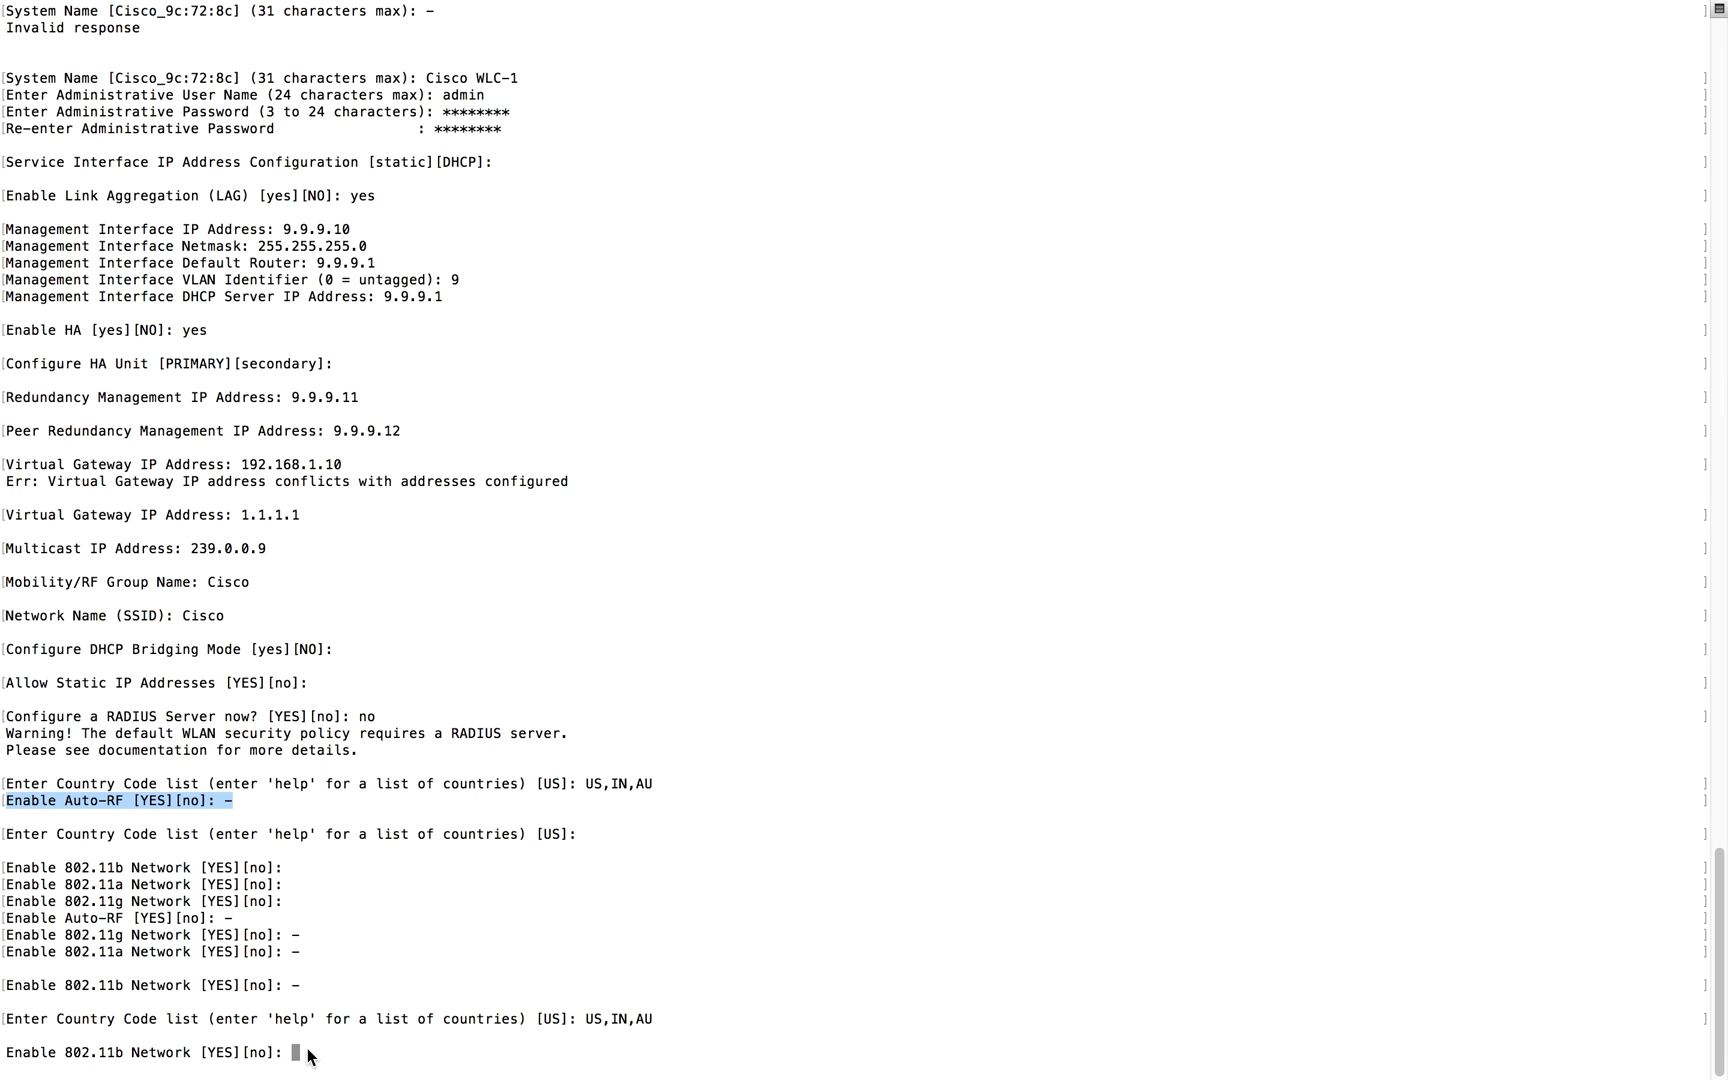 System Name [Cisco_9c:72:8c] (31 characters max): -
Invalid response
System Name [Cisco_9c:72:8c] (31 characters max): Cisco WLC-1
Enter Administrative User Name (24 characters max): admin
Enter Administrative Password (3 to 24 characters): ********
Re-enter Administrative Password                 : ********
Service Interface IP Address Configuration [static][DHCP]:
Enable Link Aggregation (LAG) [yes][NO]: yes
Management Interface IP Address: 9.9.9.10
Management Interface Netmask: 255.255.255.0
Management Interface Default Router: 9.9.9.1
Management Interface VLAN Identifier (0 = untagged): 9
Management Interface DHCP Server IP Address: 9.9.9.1
Enable HA [yes][NO]: yes
Configure HA Unit [PRIMARY][secondary]:
Redundancy Management IP Address: 9.9.9.11
Peer Redundancy Management IP Address: 9.9.9.12
Virtual Gateway IP Address: 192.168.1.10
Err: Virtual Gateway IP address conflicts with addresses configured
Virtual Gateway IP Address: 1.1.1.1
Multicast IP Address: 239.0.0.9
Mobility/RF Group Name: Cisco
Network Name (SSID): Cisco
Configure DHCP Bridging Mode [yes][NO]:
Allow Static IP Addresses [YES][no]:
Configure a RADIUS Server now? [YES][no]: no
Warning! The default WLAN security policy requires a RADIUS server.
Please see documentation for more details.
Enter Country Code list (enter 'help' for a list of countries) [US]: US,IN,AU
Enable Auto-RF [YES][no]: -
Enter Country Code list (enter 'help' for a list of countries) [US]:
Enable 802.11b Network [YES][no]:
Enable 802.11a Network [YES][no]:
Enable 802.11g Network [YES][no]:
Enable Auto-RF [YES][no]: -
Enable 802.11g Network [YES][no]: -
Enable 802.11a Network [YES][no]: -
Enable 802.11b Network [YES][no]: -
Enter Country Code list (enter 'help' for a list of countries) [US]: US,IN,AU
Enable 802.11b Network [YES][no]: